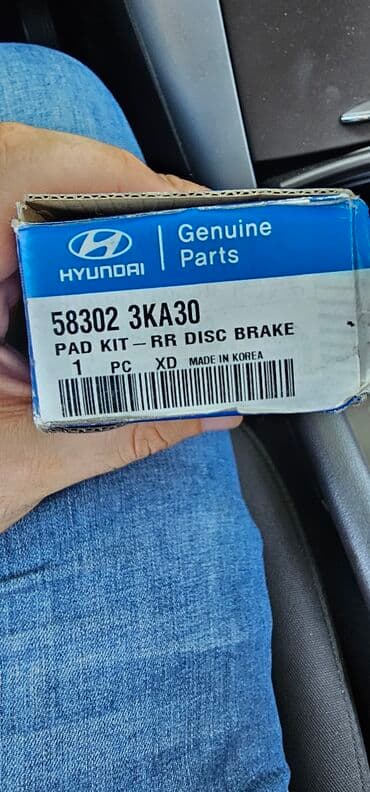 HYUNDAI
Genuine
Parts
58302 3KA30
PAD KIT - RR DISC BRAKE
1 PC XD MADE IN KOREA